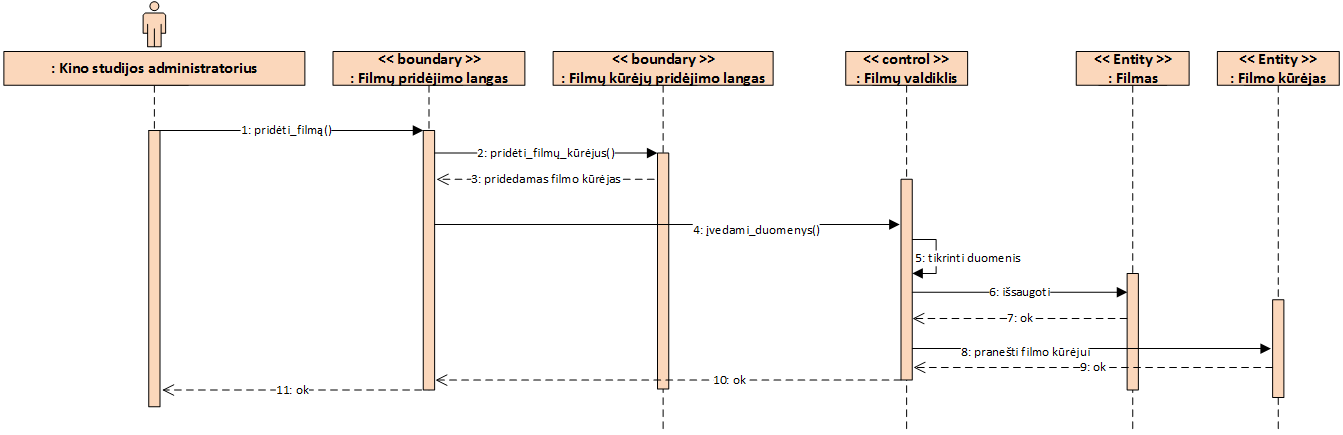 : Kino studijos administratorius
<< boundary >>
: Filmų pridėjimo langas
<< boundary >>
: Filmų kūrėjų pridėjimo langas
<< control >>
: Filmų valdiklis
<< Entity >>
: Filmas
<< Entity >>
: Filmo kūrėjas
1: pridėti_filmą()
2: pridėti_filmų_kūrėjus()
3: pridedamas filmo kūrėjas
4: įvedami_duomenys()
5: tikrinti duomenis
6: išsaugoti
7: ok
8: pranešti filmo kūrėjui
9: ok
10: ok
11: ok